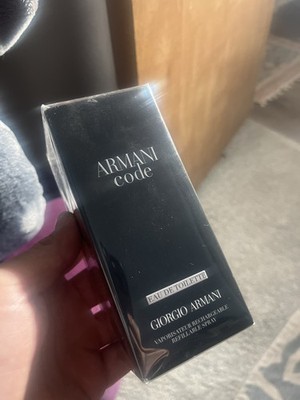 ARMANI
code
EAU DE TOILETTE
GIORGIO ARMANI
VAPORISATEUR RECHARGEABLE
REFILLABLE SPRAY